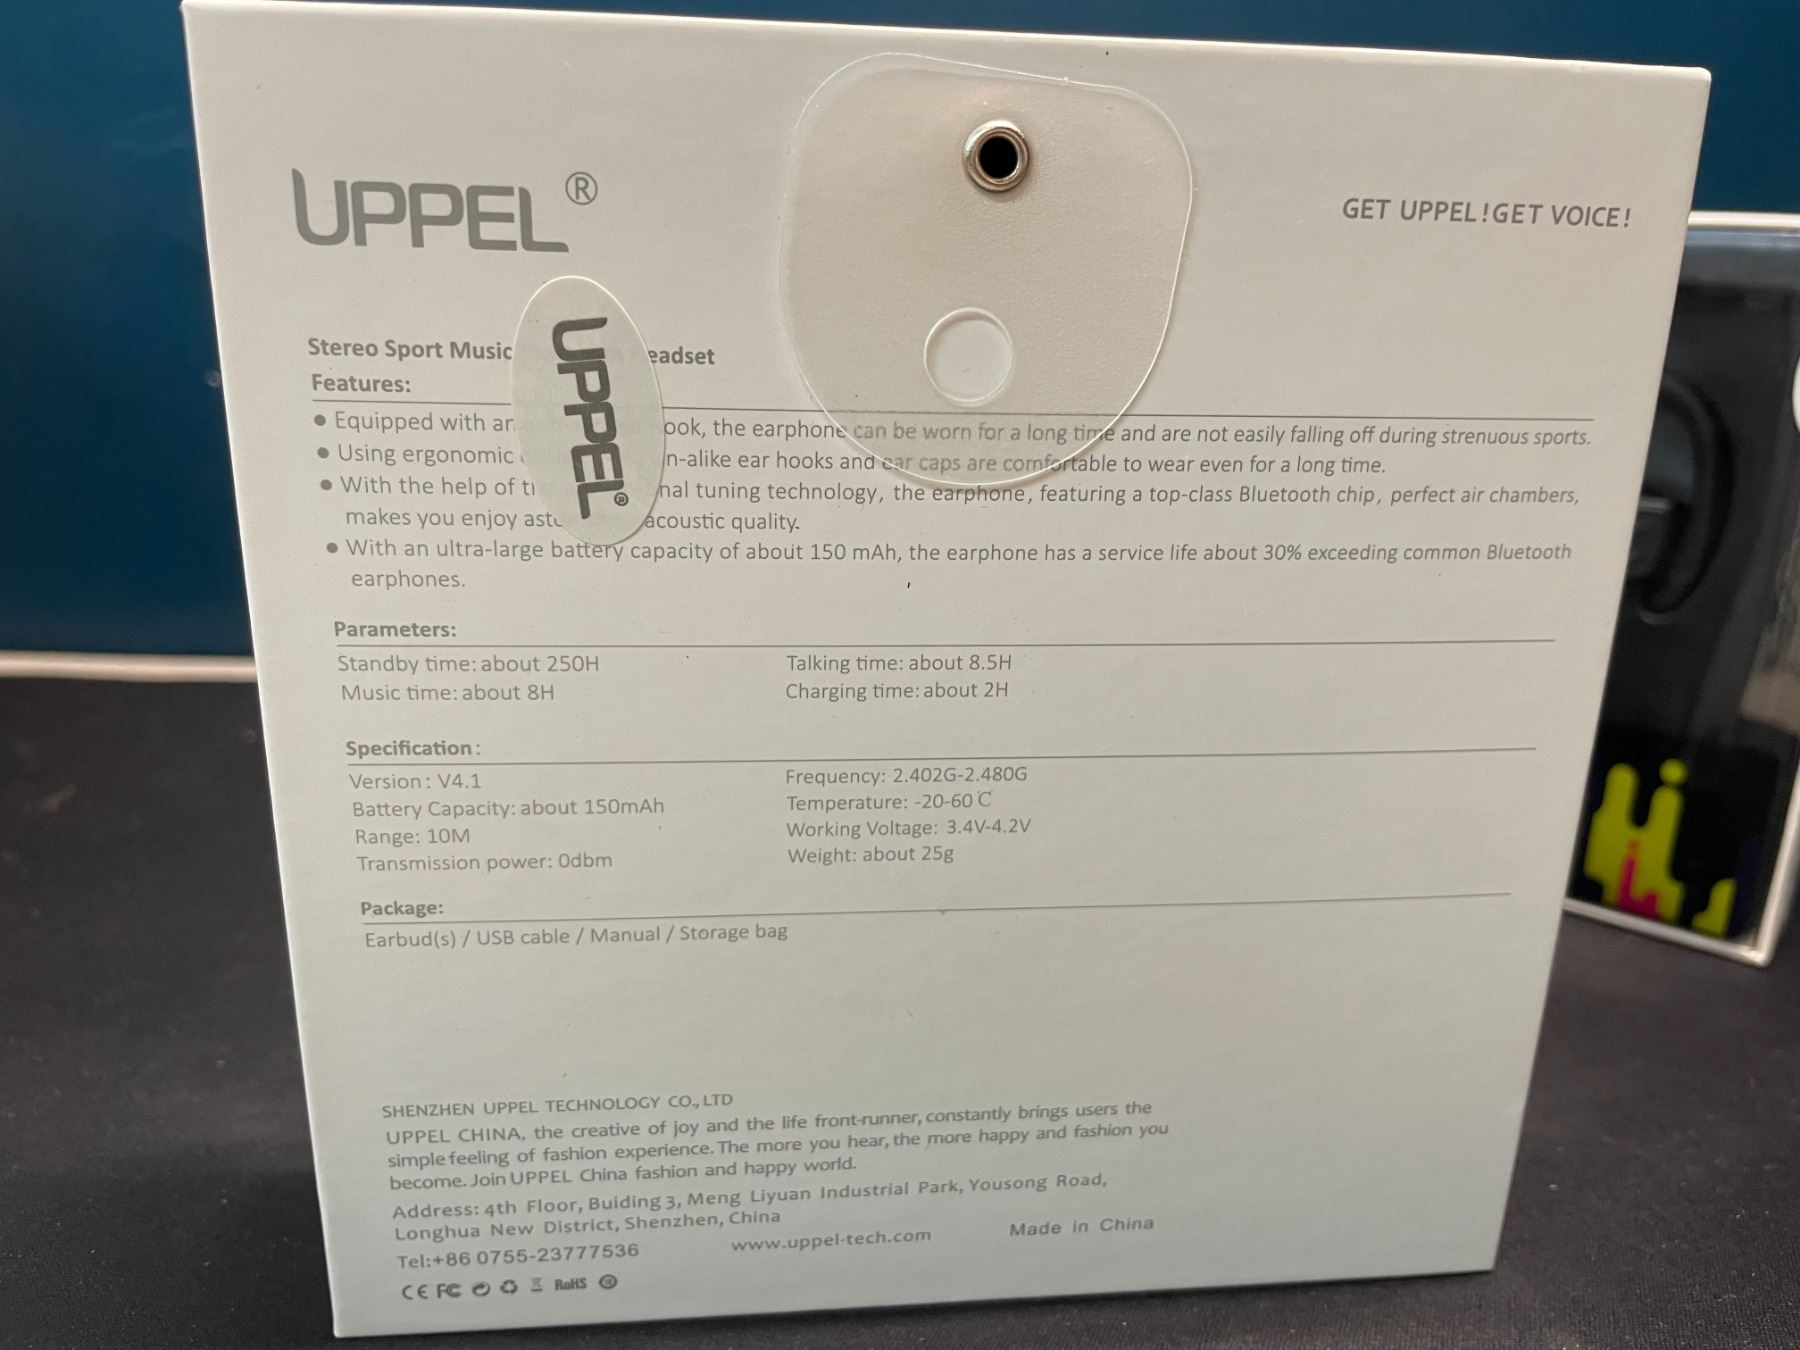 UPPEL®
GET UPPEL!GET VOICE!
Stereo Sport Music eadset
UPPEL®
Features:
● Equipped with an ook, the earphone can be worn for a long time and are not easily falling off during strenuous sports.
● Using ergonomic n-alike ear hooks and ear caps are comfortable to wear even for a long time.
● With the help of nal tuning technology, the earphone, featuring a top-class Bluetooth chip, perfect air chambers,
makes you enjoy acoustic quality.
● With an ultra-large battery capacity of about 150 mAh, the earphone has a service life about 30% exceeding common Bluetooth
earphones.
Parameters:
Standby time: about 250H Talking time: about 8.5H
Music time: about 8H Charging time: about 2H
Specification:
Version: V4.1 Frequency: 2.402G-2.480G
Battery Capacity: about 150mAh Temperature: -20-60℃
Range: 10M Working Voltage: 3.4V-4.2V
Transmission power: 0dbm Weight: about 25g
Package:
Earbud(s) / USB cable / Manual / Storage bag
SHENZHEN UPPEL TECHNOLOGY CO., LTD
UPPEL CHINA, the creative of joy and the life front-runner, constantly brings users the
simple feeling of fashion experience. The more you hear, the more happy and fashion you
become. Join UPPEL China fashion and happy world.
Address: 4th Floor, Buiding 3, Meng Liyuan Industrial Park, Yousong Road,
Longhua New District, Shenzhen, China
Tel:+86 0755-23777536 www.uppel-tech.com Made in China
CE FC RoHS